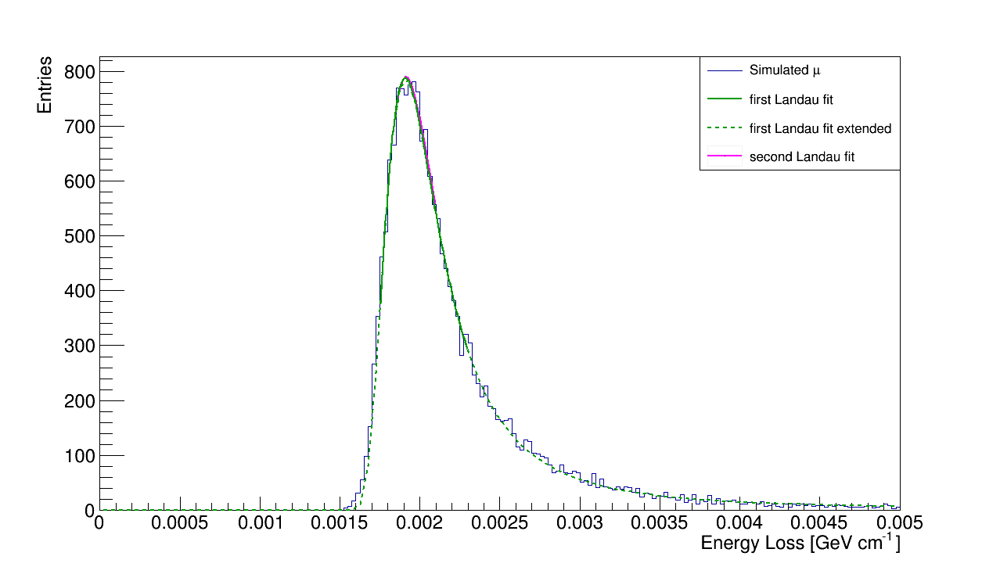 Entries
800
700
600
500
400
300
200
100
0
Simulated μ
first Landau fit
first Landau fit extended
second Landau fit
0 0.0005 0.001 0.0015 0.002 0.0025 0.003 0.0035 0.004 0.0045 0.005
Energy Loss [GeV cm⁻¹]